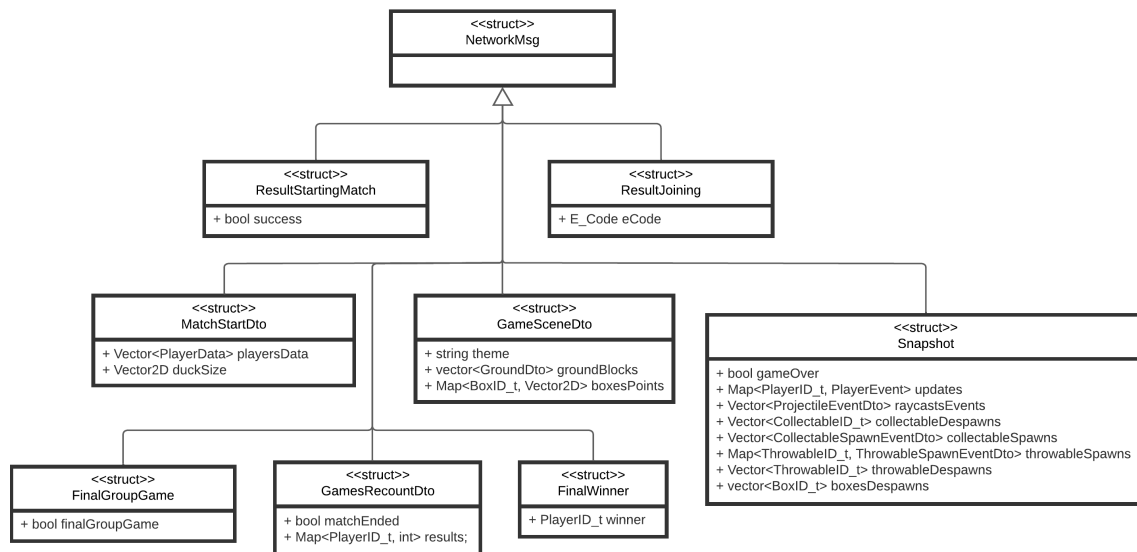 <<struct>>
NetworkMsg
<<struct>>
ResultStartingMatch
+ bool success
<<struct>>
ResultJoining
+ E_Code eCode
<<struct>>
MatchStartDto
+ Vector<PlayerData> playersData
+ Vector2D duckSize
<<struct>>
GameSceneDto
+ string theme
+ vector<GroundDto> groundBlocks
+ Map<BoxID_t, Vector2D> boxesPoints
<<struct>>
Snapshot
+ bool gameOver
+ Map<PlayerID_t, PlayerEvent> updates
+ Vector<ProjectileEventDto> raycastsEvents
+ Vector<CollectableID_t> collectableDespawns
+ Vector<CollectableSpawnEventDto> collectableSpawns
+ Map<ThrowableID_t, ThrowableSpawnEventDto> throwableSpawns
+ Vector<ThrowableID_t> throwableDespawns
+ vector<BoxID_t> boxesDespawns
<<struct>>
FinalGroupGame
+ bool finalGroupGame
<<struct>>
GamesRecountDto
+ bool matchEnded
+ Map<PlayerID_t, int> results;
<<struct>>
FinalWinner
+ PlayerID_t winner